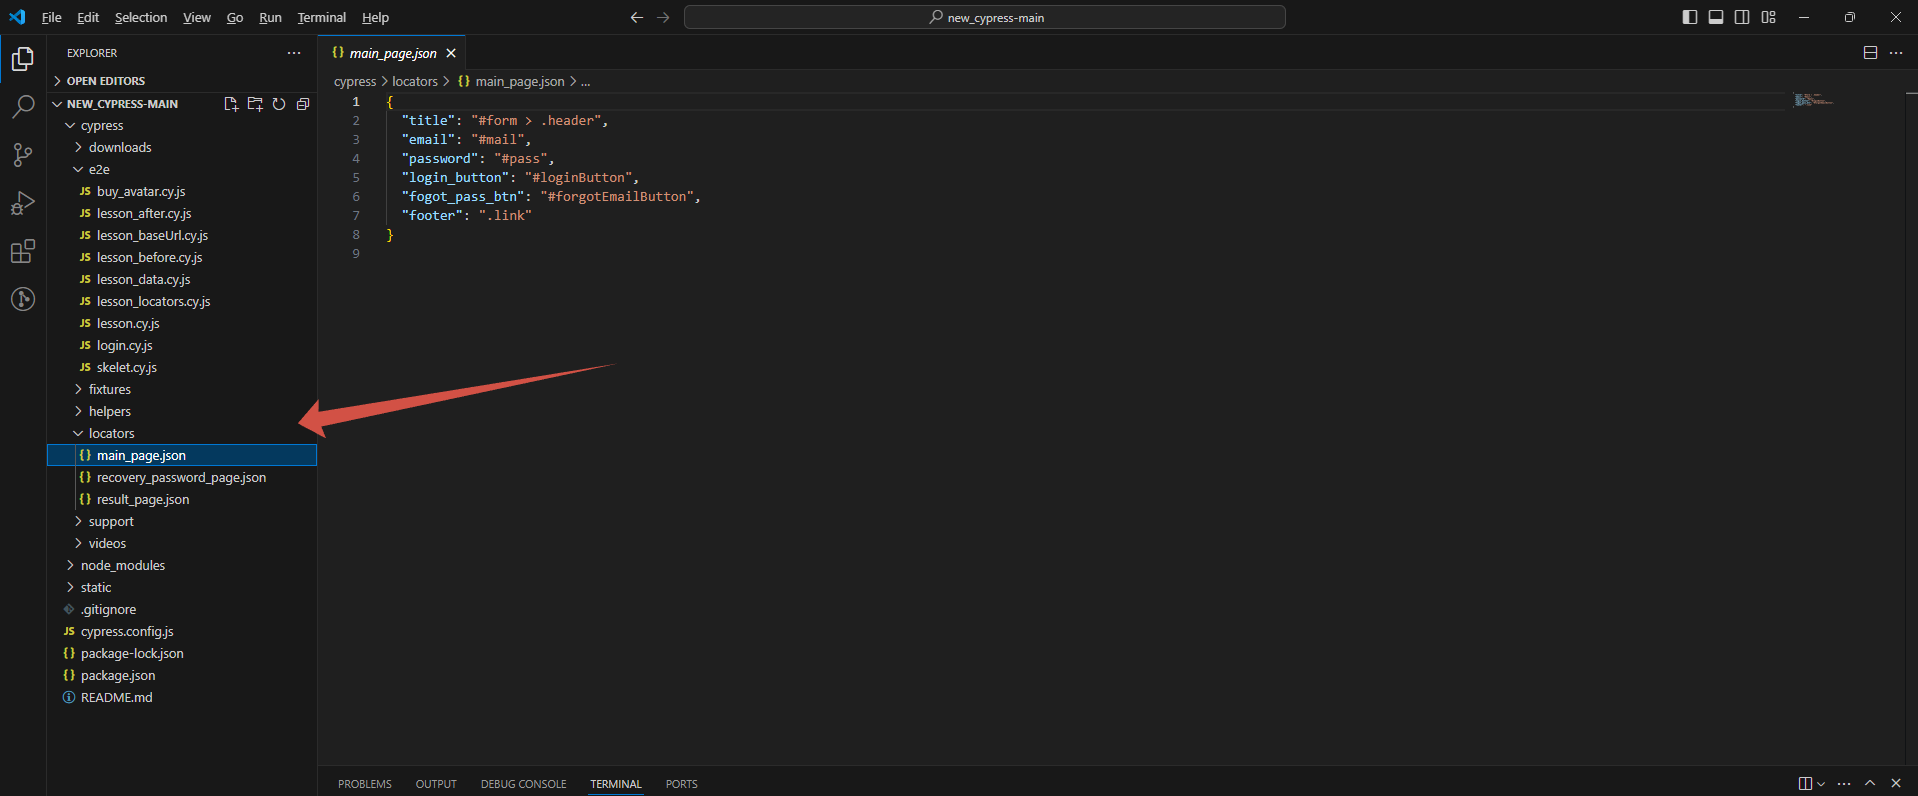 File Edit Selection View Go Run Terminal Help
new_cypress-main
EXPLORER
OPEN EDITORS
NEW_CYPRESS-MAIN
cypress
downloads
e2e
JS buy_avatar.cy.js
JS lesson_after.cy.js
JS lesson_baseUrl.cy.js
JS lesson_before.cy.js
JS lesson_data.cy.js
JS lesson_locators.cy.js
JS lesson.cy.js
JS login.cy.js
JS skelet.cy.js
fixtures
helpers
locators
{} main_page.json
{} recovery_password_page.json
{} result_page.json
support
videos
node_modules
static
.gitignore
JS cypress.config.js
{} package-lock.json
{} package.json
README.md
{} main_page.json
cypress > locators > {} main_page.json > ...
1 {
2 "title": "#form > .header",
3 "email": "#mail",
4 "password": "#pass",
5 "login_button": "#loginButton",
6 "fogot_pass_btn": "#forgotEmailButton",
7 "footer": ".link"
8 }
9
PROBLEMS OUTPUT DEBUG CONSOLE TERMINAL PORTS